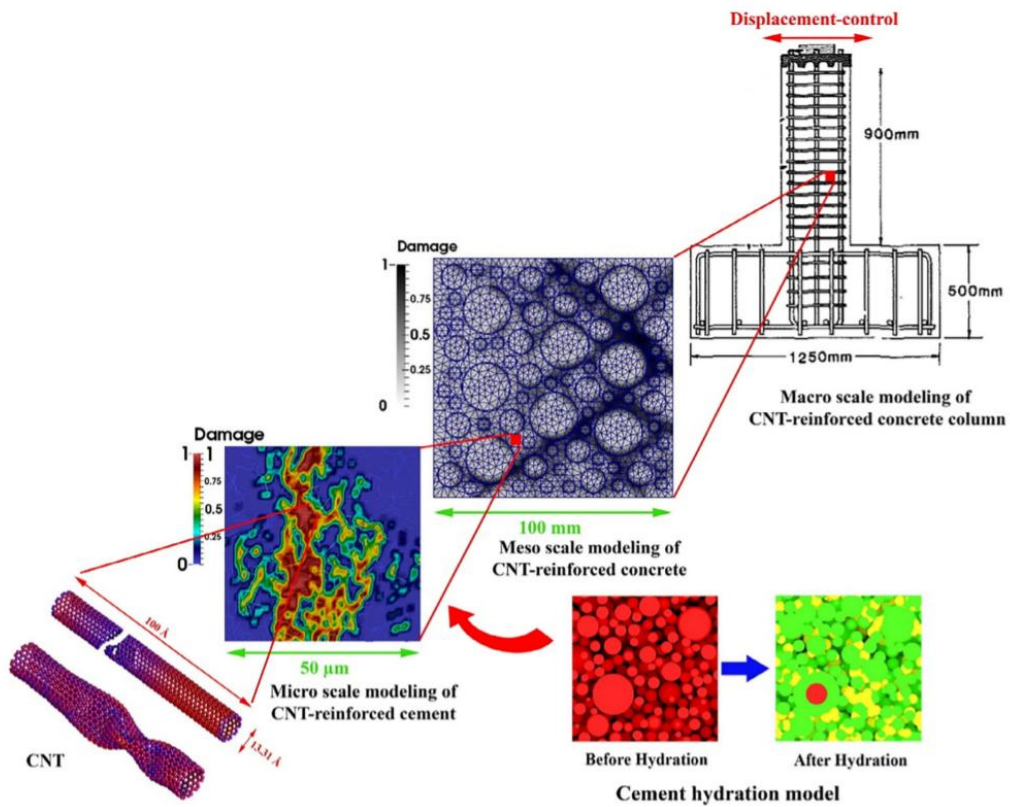 Displacement-control
900mm
500mm
1250mm
Macro scale modeling of
CNT-reinforced concrete column
Damage
1
0.75
0.5
0.25
0
100 mm
Meso scale modeling of
CNT-reinforced concrete
Damage
1 1
0.75
0.5
0.25
0
50 µm
Micro scale modeling of
CNT-reinforced cement
100 Å
13.31 Å
CNT
Before Hydration
After Hydration
Cement hydration model